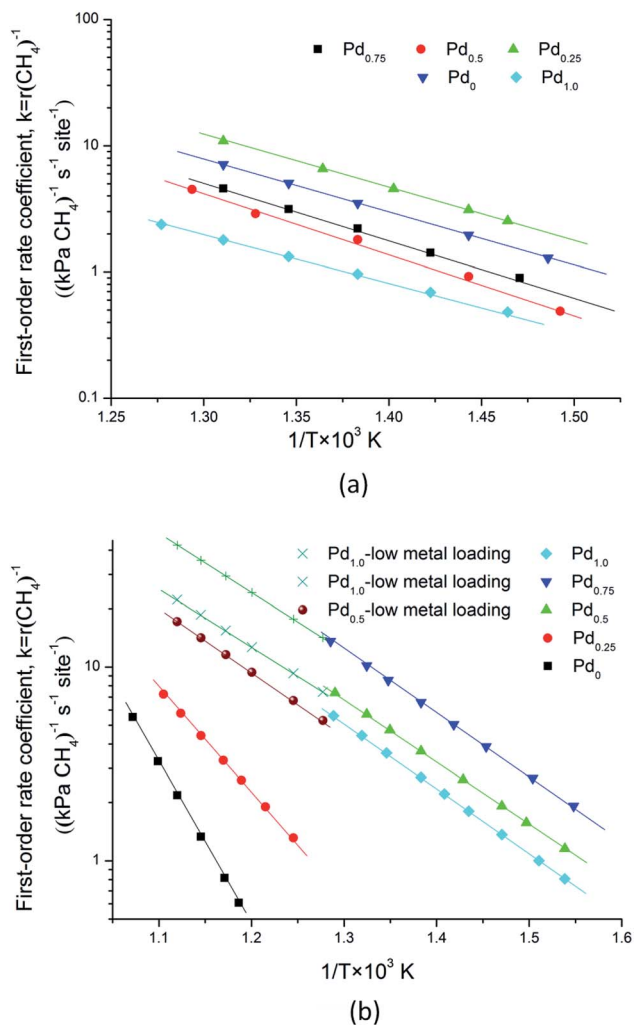 (a)
100
10
1
0.1
First-order rate coefficient, k=r(CH₄)⁻¹
((kPa CH₄)⁻¹ s⁻¹ site⁻¹)
Pd₀.₇₅ Pd₀.₅ Pd₀.₂₅
Pd₀ Pd₁.₀
1.25 1.30 1.35 1.40 1.45 1.50
1/T×10³ K
(a)
10
1
First-order rate coefficient, k=r(CH₄)⁻¹
((kPa CH₄)⁻¹ s⁻¹ site⁻¹)
Pd₁.₀-low metal loading Pd₁.₀
Pd₁.₀-low metal loading Pd₀.₇₅
Pd₀.₅-low metal loading Pd₀.₅
Pd₀.₂₅
Pd₀
1.1 1.2 1.3 1.4 1.5 1.6
1/T×10³ K
(b)